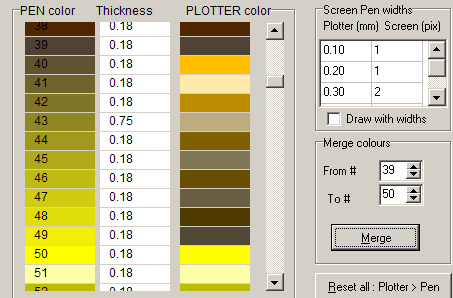 PEN color Thickness PLOTTER color
38 0.18
39 0.18
40 0.18
41 0.18
42 0.18
43 0.75
44 0.18
45 0.18
46 0.18
47 0.18
48 0.18
49 0.18
50 0.18
51 0.18
52 0.18
Screen Pen widths
Plotter (mm) Screen (pix)
0.10 1
0.20 1
0.30 2
Draw with widths
Merge colours
From # 39
To # 50
Merge
Reset all : Plotter > Pen